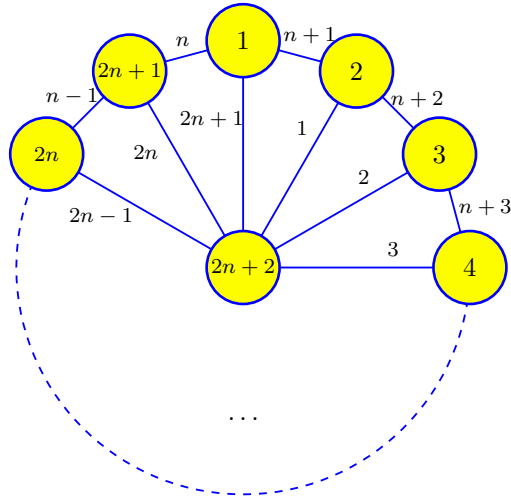 n
1
n + 1
2n + 1
2
n − 1
n + 2
2n + 1
1
3
2n
2n
2
n + 3
2n − 1
3
2n + 2
4
...